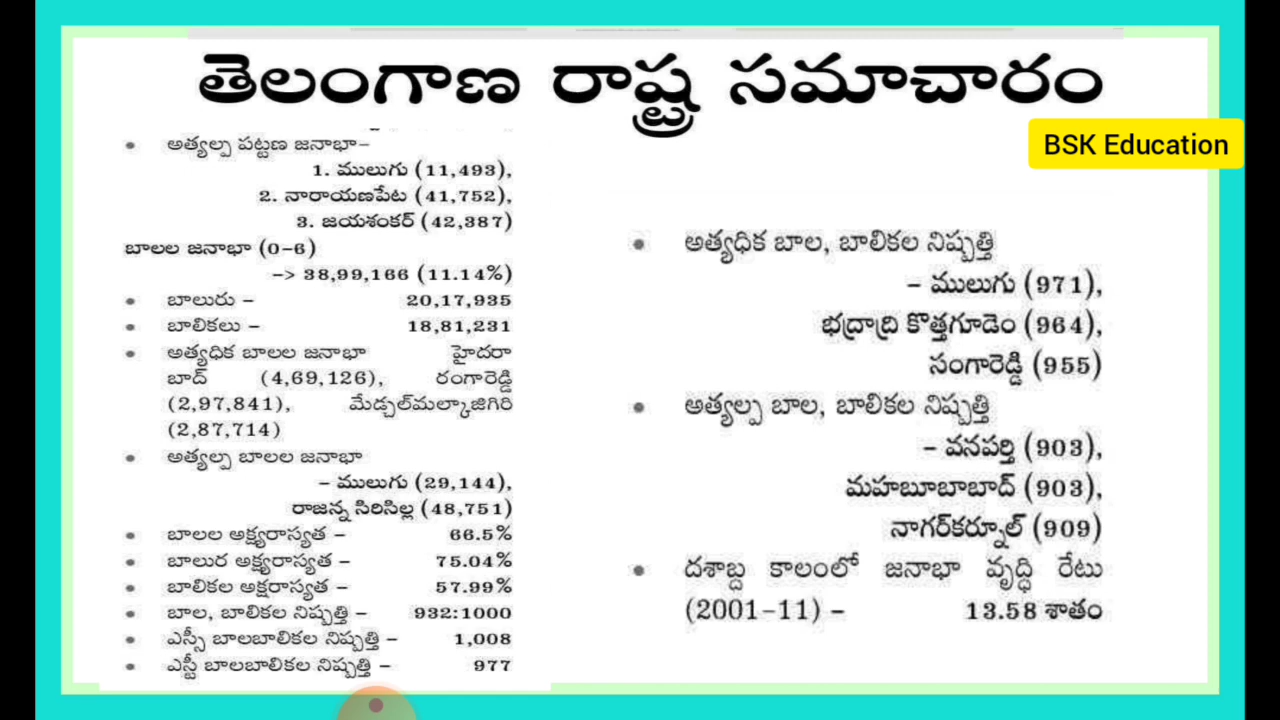 తెలంగాణ రాష్ట్ర సమాచారం
BSK Education
• అత్యల్ప పట్టణ జనాభా–
1. ములుగు (11,493),
2. నారాయణపేట (41,752),
3. జయశంకర్ (42,387)
బాలల జనాభా (0–6)
–> 38,99,166 (11.14%)
• బాలురు – 20,17,935
• బాలికలు – 18,81,231
• అత్యధిక బాలల జనాభా హైదరా
బాద్ (4,69,126), రంగారెడ్డి
(2,97,841), మేడ్చల్‌మల్కాజిగిరి
(2,87,714)
• అత్యల్ప బాలల జనాభా
– ములుగు (29,144),
రాజన్న సిరిసిల్ల (48,751)
• బాలల అక్ష్యరాస్యత – 66.5%
• బాలుర అక్ష్యరాస్యత – 75.04%
• బాలికల అక్షరాస్యత – 57.99%
• బాల, బాలికల నిష్పత్తి – 932:1000
• ఎస్సీ బాలబాలికల నిష్పత్తి – 1,008
• ఎస్టీ బాలబాలికల నిష్పత్తి – 977
• అత్యధిక బాల, బాలికల నిష్పత్తి
– ములుగు (971),
భద్రాద్రి కొత్తగూడెం (964),
సంగారెడ్డి (955)
• అత్యల్ప బాల, బాలికల నిష్పత్తి
– వనపర్తి (903),
మహబూబాబాద్ (903),
నాగర్‌కర్నూల్ (909)
• దశాబ్ద కాలంలో జనాభా వృద్ధి రేటు
(2001–11) – 13.58 శాతం